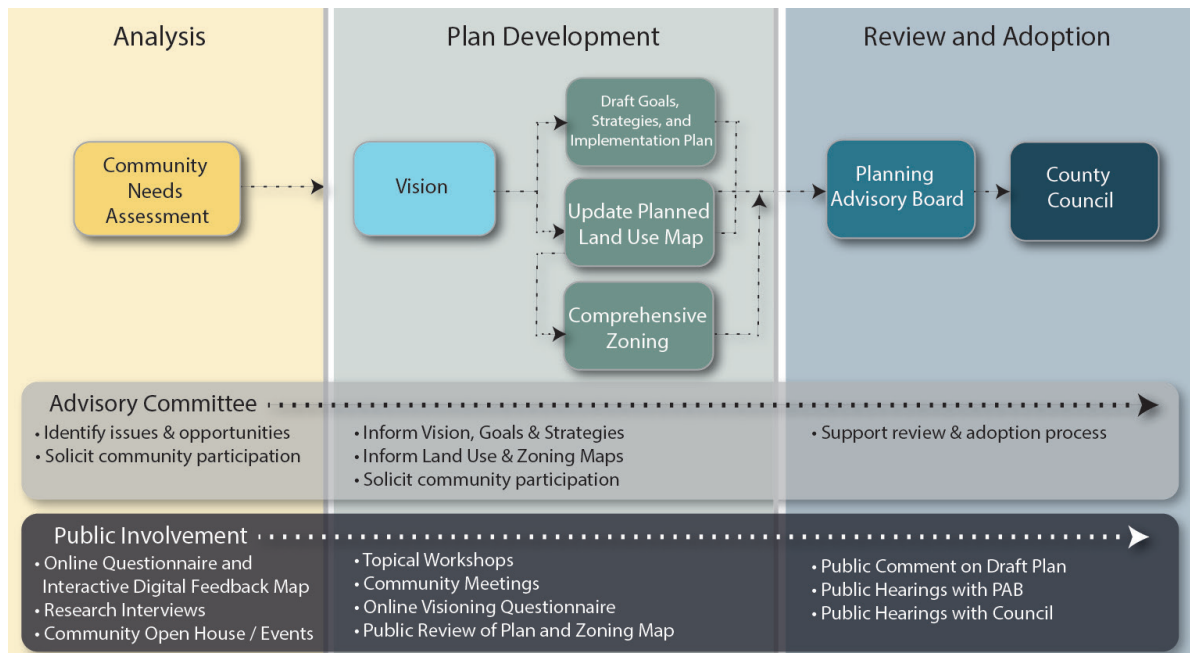 Analysis
Plan Development
Review and Adoption
Community
Needs
Assessment
Vision
Draft Goals,
Strategies, and
Implementation Plan
Update Planned
Land Use Map
Comprehensive
Zoning
Planning
Advisory Board
County
Council
Advisory Committee
• Identify issues & opportunities
• Solicit community participation
• Inform Vision, Goals & Strategies
• Inform Land Use & Zoning Maps
• Solicit community participation
• Support review & adoption process
Public Involvement
• Online Questionnaire and
Interactive Digital Feedback Map
• Research Interviews
• Community Open House / Events
• Topical Workshops
• Community Meetings
• Online Visioning Questionnaire
• Public Review of Plan and Zoning Map
• Public Comment on Draft Plan
• Public Hearings with PAB
• Public Hearings with Council